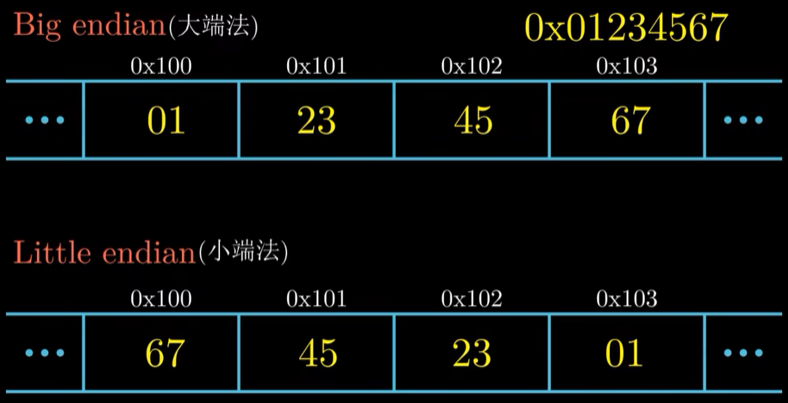 Big endian(大端法) 0x01234567
0x100 0x101 0x102 0x103
... 01 23 45 67 ...
Little endian(小端法)
0x100 0x101 0x102 0x103
... 67 45 23 01 ...